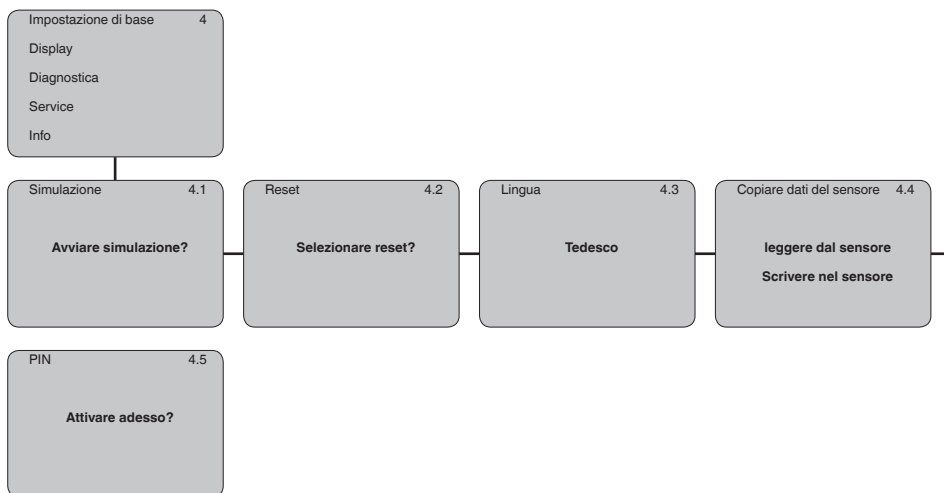 Impostazione di base 4
Display
Diagnostica
Service
Info
Simulazione 4.1
Avviare simulazione?
Reset 4.2
Selezionare reset?
Lingua 4.3
Tedesco
Copiare dati del sensore 4.4
leggere dal sensore
Scrivere nel sensore
PIN 4.5
Attivare adesso?